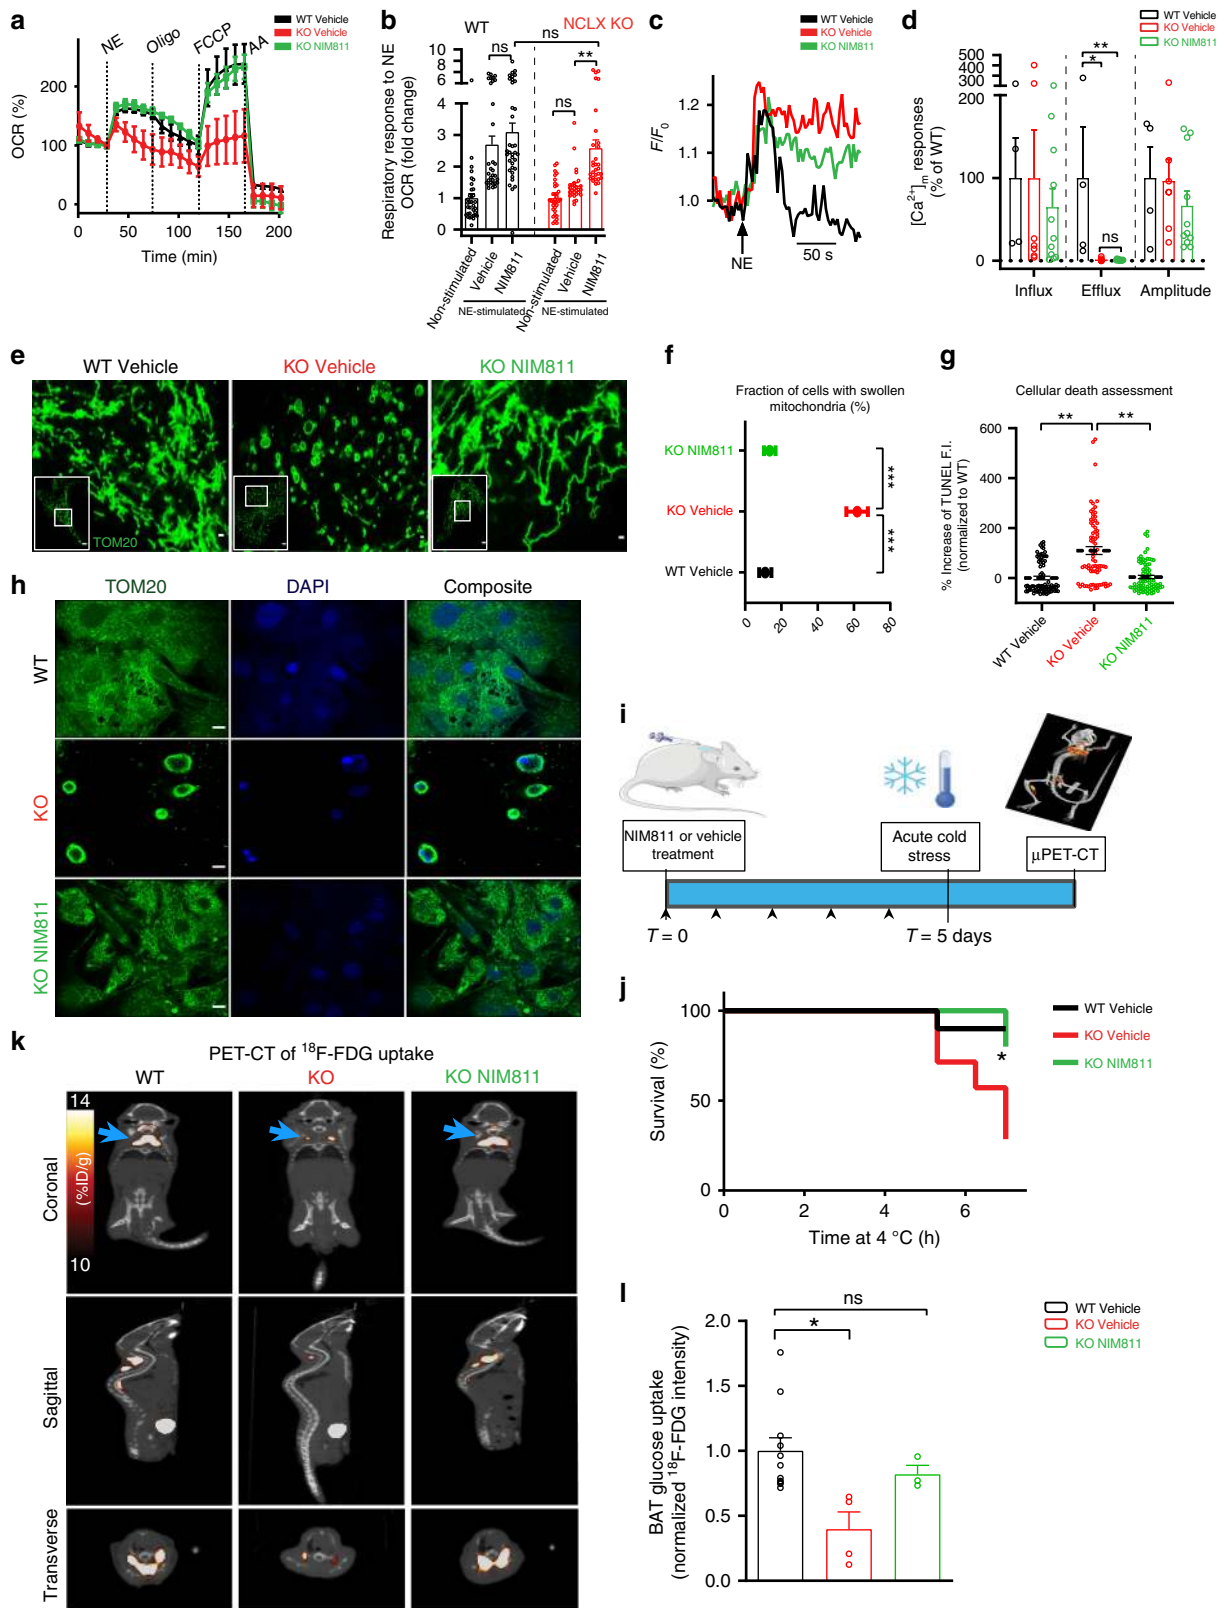 a
WT Vehicle
KO Vehicle
KO NIM811
NE
Oligo
FCCP
AA
OCR (%)
200
100
0
0
50
100
150
200
Time (min)
b
WT
NCLX KO
ns
ns
**
ns
Respiratory response to NE
OCR (fold change)
10
8
6
4
3
2
1
0
Non-stimulated
Vehicle
NIM811
Non-stimulated
Vehicle
NIM811
NE-stimulated
NE-stimulated
c
WT Vehicle
KO Vehicle
KO NIM811
F/F0
1.2
1.1
1.0
NE
50 s
d
WT Vehicle
KO Vehicle
KO NIM811
[Ca2+]m responses
(% of WT)
500
400
300
200
100
0
**
*
ns
Influx
Efflux
Amplitude
e
WT Vehicle
KO Vehicle
KO NIM811
TOM20
f
Fraction of cells with swollen
mitochondria (%)
KO NIM811
KO Vehicle
WT Vehicle
***
***
0
20
40
60
80
g
Cellular death assessment
**
**
% Increase of TUNEL F.I.
(normalized to WT)
600
400
200
0
WT Vehicle
KO Vehicle
KO NIM811
h
TOM20
DAPI
Composite
WT
KO
KO NIM811
i
NIM811 or vehicle
treatment
Acute cold
stress
μPET-CT
T = 0
T = 5 days
j
Survival (%)
100
50
0
0
2
4
6
Time at 4 °C (h)
*
WT Vehicle
KO Vehicle
KO NIM811
k
PET-CT of 18F-FDG uptake
WT
KO
KO NIM811
14
(%ID/g)
10
Coronal
Sagittal
Transverse
l
ns
*
BAT glucose uptake
(normalized 18F-FDG intensity)
2.0
1.5
1.0
0.5
0.0
WT Vehicle
KO Vehicle
KO NIM811